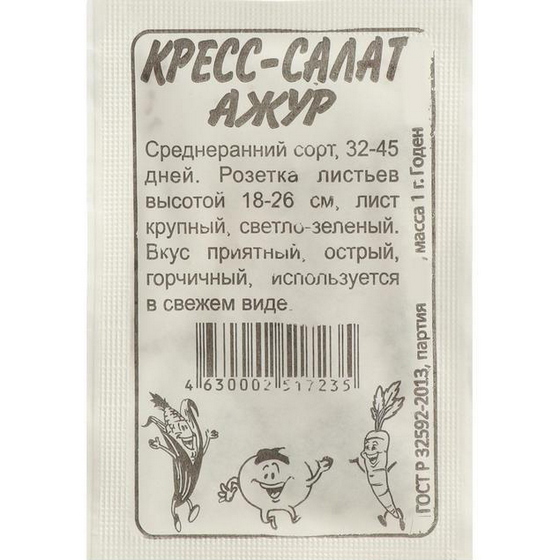 КРЕСС-САЛАТ
АЖУР
Среднеранний сорт, 32-45
дней. Розетка листьев
высотой 18-26 см, лист
крупный, светло-зеленый.
Вкус приятный, острый,
горчичный, используется
в свежем виде.
4 630002 517235
ГОСТ Р 32592-2013, партия , масса 1 г. Годен